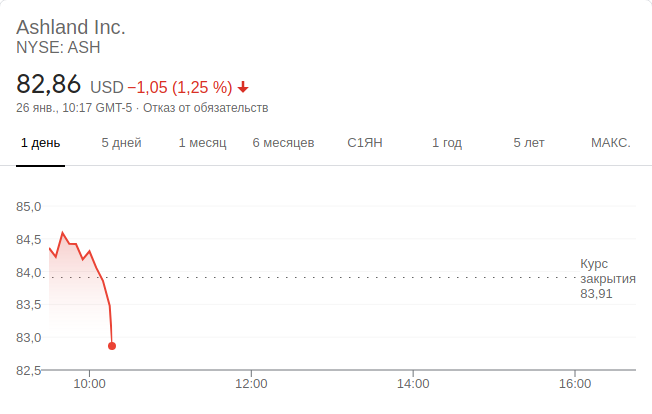 Ashland Inc.
NYSE: ASH
82,86 USD −1,05 (1,25 %)
26 янв., 10:17 GMT-5 · Отказ от обязательств
1 день 5 дней 1 месяц 6 месяцев С1ЯН 1 год 5 лет МАКС.
85,0
84,5
84,0
83,5
83,0
82,5
Курс
закрытия
83,91
10:00 12:00 14:00 16:00